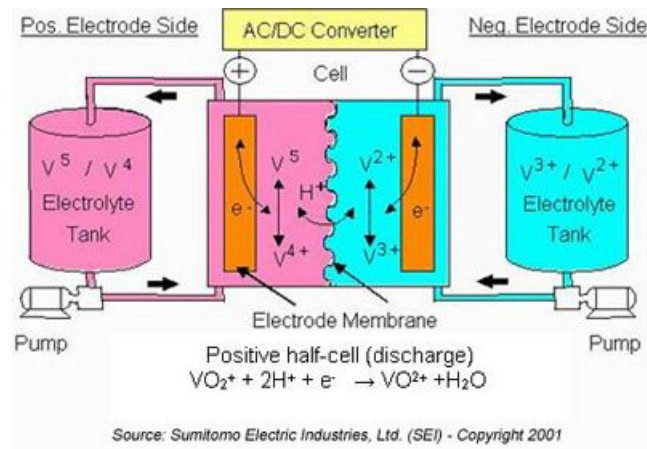 Pos. Electrode Side
AC/DC Converter
Neg. Electrode Side
+
Cell
−
V⁵ / V⁴
Electrolyte
Tank
V⁵
H⁺
e⁻
V⁴⁺
V²⁺
e⁻
V³⁺
V³⁺ / V²⁺
Electrolyte
Tank
Pump
Electrode Membrane
Pump
Positive half-cell (discharge)
VO₂⁺ + 2H⁺ + e⁻ → VO²⁺ +H₂O
Source: Sumitomo Electric Industries, Ltd. (SEI) - Copyright 2001